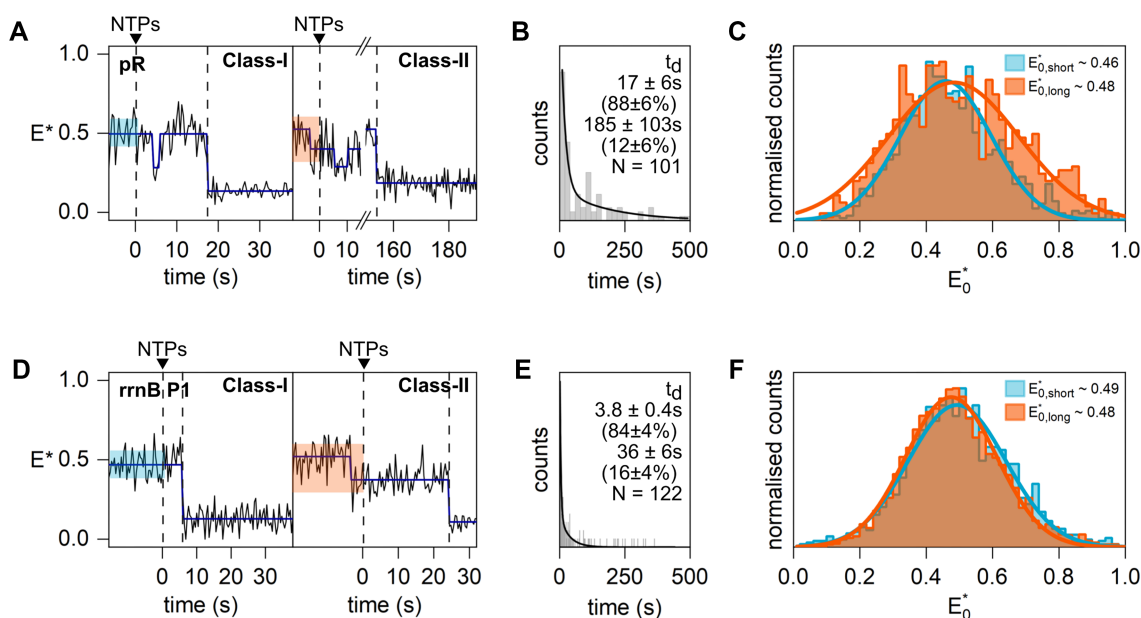 A
NTPs
NTPs
B
C
1.0
pR
Class-I
Class-II
E*
0.5
0.0
0
10
20
30
0
10
160
180
time (s)
time (s)
counts
t_d
17 ± 6s
(88±6%)
185 ± 103s
(12±6%)
N = 101
0
250
500
time (s)
normalised counts
E*0,short ~ 0.46
E*0,long ~ 0.48
0.0
0.2
0.4
0.6
0.8
1.0
E*0
D
NTPs
NTPs
E
F
1.0
rrnB P1
Class-I
Class-II
E*
0.5
0.0
0
10
20
30
0
10
20
30
time (s)
time (s)
counts
t_d
3.8 ± 0.4s
(84±4%)
36 ± 6s
(16±4%)
N = 122
0
250
500
time (s)
normalised counts
E*0,short ~ 0.49
E*0,long ~ 0.48
0.0
0.2
0.4
0.6
0.8
1.0
E*0